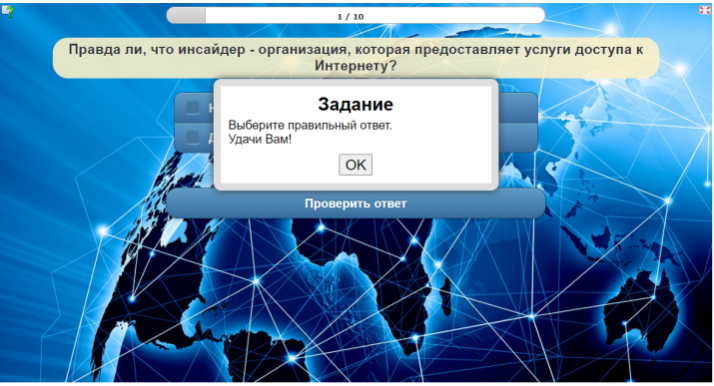 1 / 10
Правда ли, что инсайдер - организация, которая предоставляет услуги доступа к
Интернету?
Задание
Выберите правильный ответ.
Удачи Вам!
OK
Проверить ответ